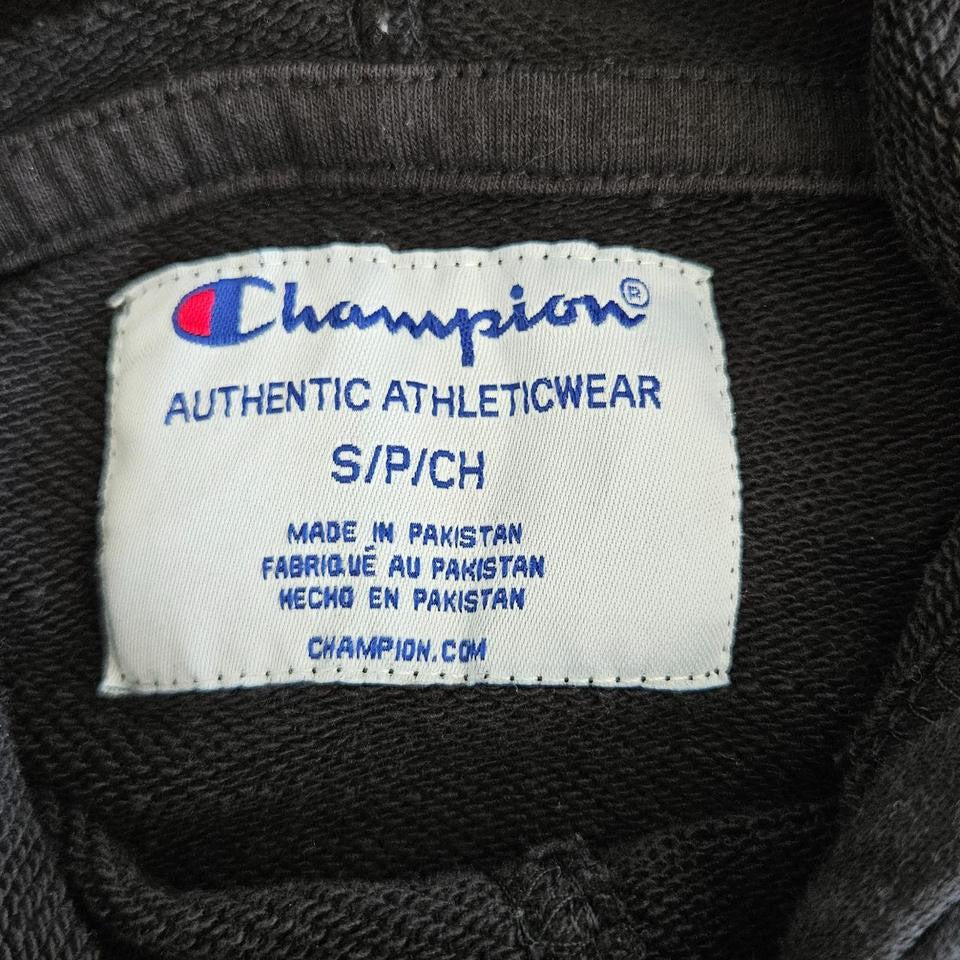 Champion®
AUTHENTIC ATHLETICWEAR
S/P/CH
MADE IN PAKISTAN
FABRIQUÉ AU PAKISTAN
HECHO EN PAKISTAN
CHAMPION.COM